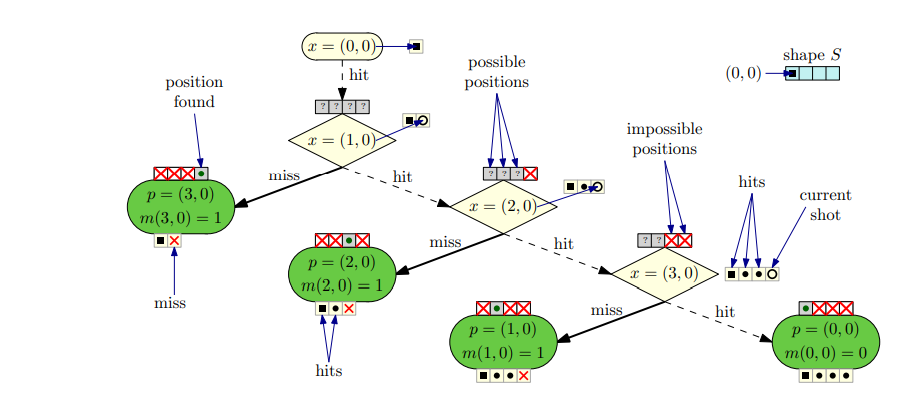 x = (0, 0)
hit
shape S
(0, 0)
possible
positions
position
found
? ? ? ?
x = (1, 0)
impossible
positions
miss
hit
? ? ?
x = (2, 0)
hits
current
shot
p = (3, 0)
m(3, 0) = 1
miss
miss
hit
? ?
x = (3, 0)
p = (2, 0)
m(2, 0) = 1
hits
miss
hit
p = (1, 0)
m(1, 0) = 1
p = (0, 0)
m(0, 0) = 0